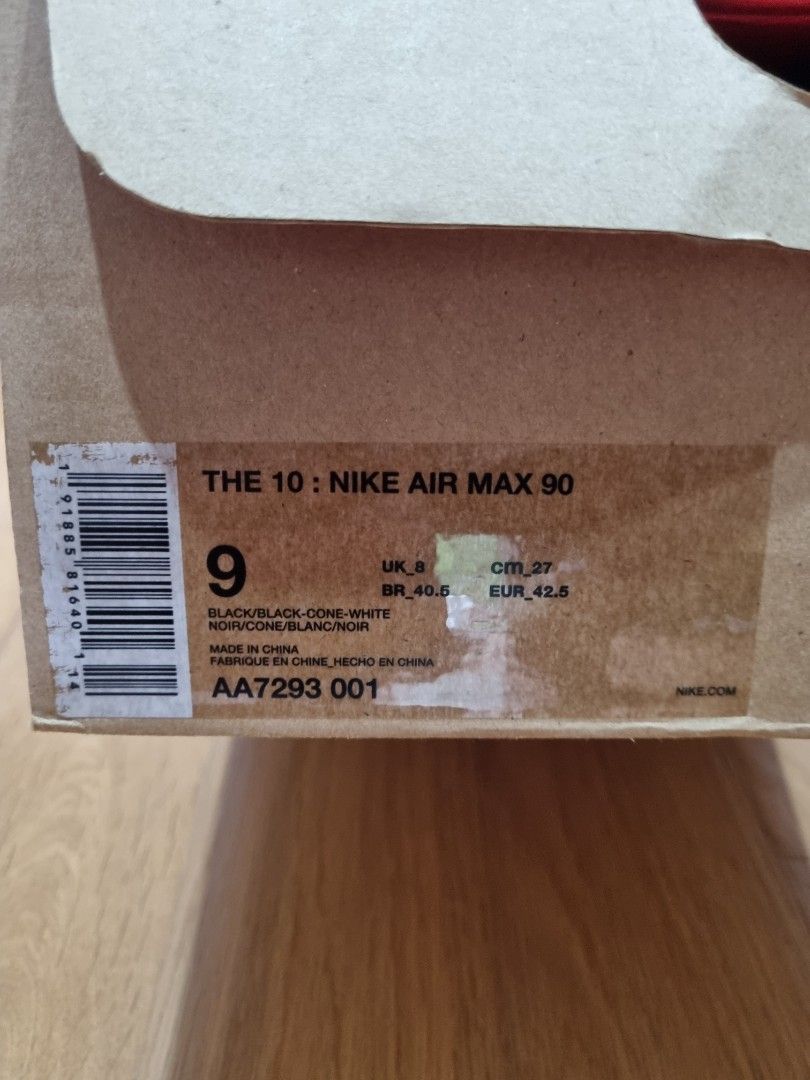 THE 10 : NIKE AIR MAX 90
9
UK_8 cm_27
BR_40.5 EUR_42.5
BLACK/BLACK-CONE-WHITE
NOIR/CONE/BLANC/NOIR
MADE IN CHINA
FABRIQUE EN CHINE_HECHO EN CHINA
AA7293 001
NIKE.COM
1 91885 81640 1 14